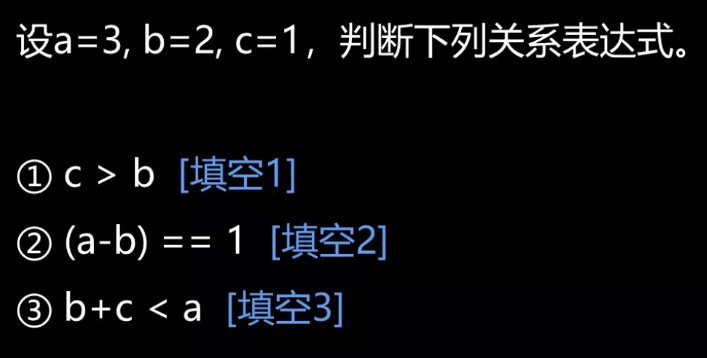 设a=3, b=2, c=1，判断下列关系表达式。
① c > b [填空1]
② (a-b) == 1 [填空2]
③ b+c < a [填空3]